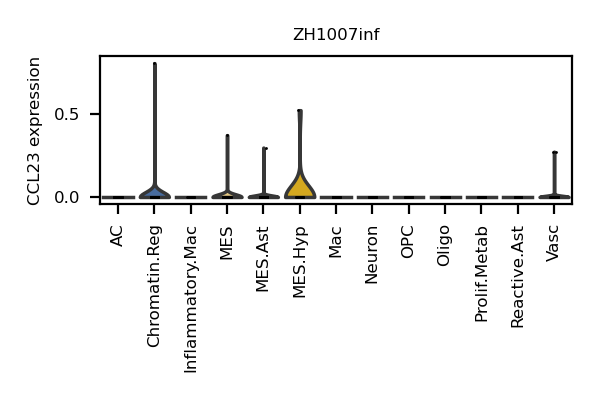 ZH1007inf
CCL23 expression
0.5
0.0
AC
Chromatin.Reg
Inflammatory.Mac
MES
MES.Ast
MES.Hyp
Mac
Neuron
OPC
Oligo
Prolif.Metab
Reactive.Ast
Vasc